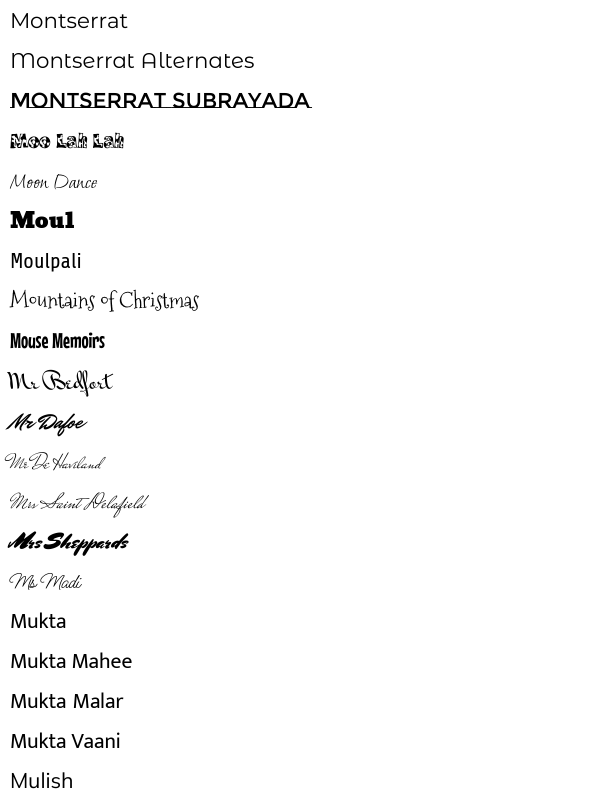 Montserrat
Montserrat Alternates
MONTSERRAT SUBRAYADA
Moo Lah Lah
Moon Dance
Moul
Moulpali
Mountains of Christmas
Mouse Memoirs
Mr Bedfort
Mr Dafoe
Mr De Haviland
Mrs Saint Delafield
Mrs Sheppards
Ms Madi
Mukta
Mukta Mahee
Mukta Malar
Mukta Vaani
Mulish